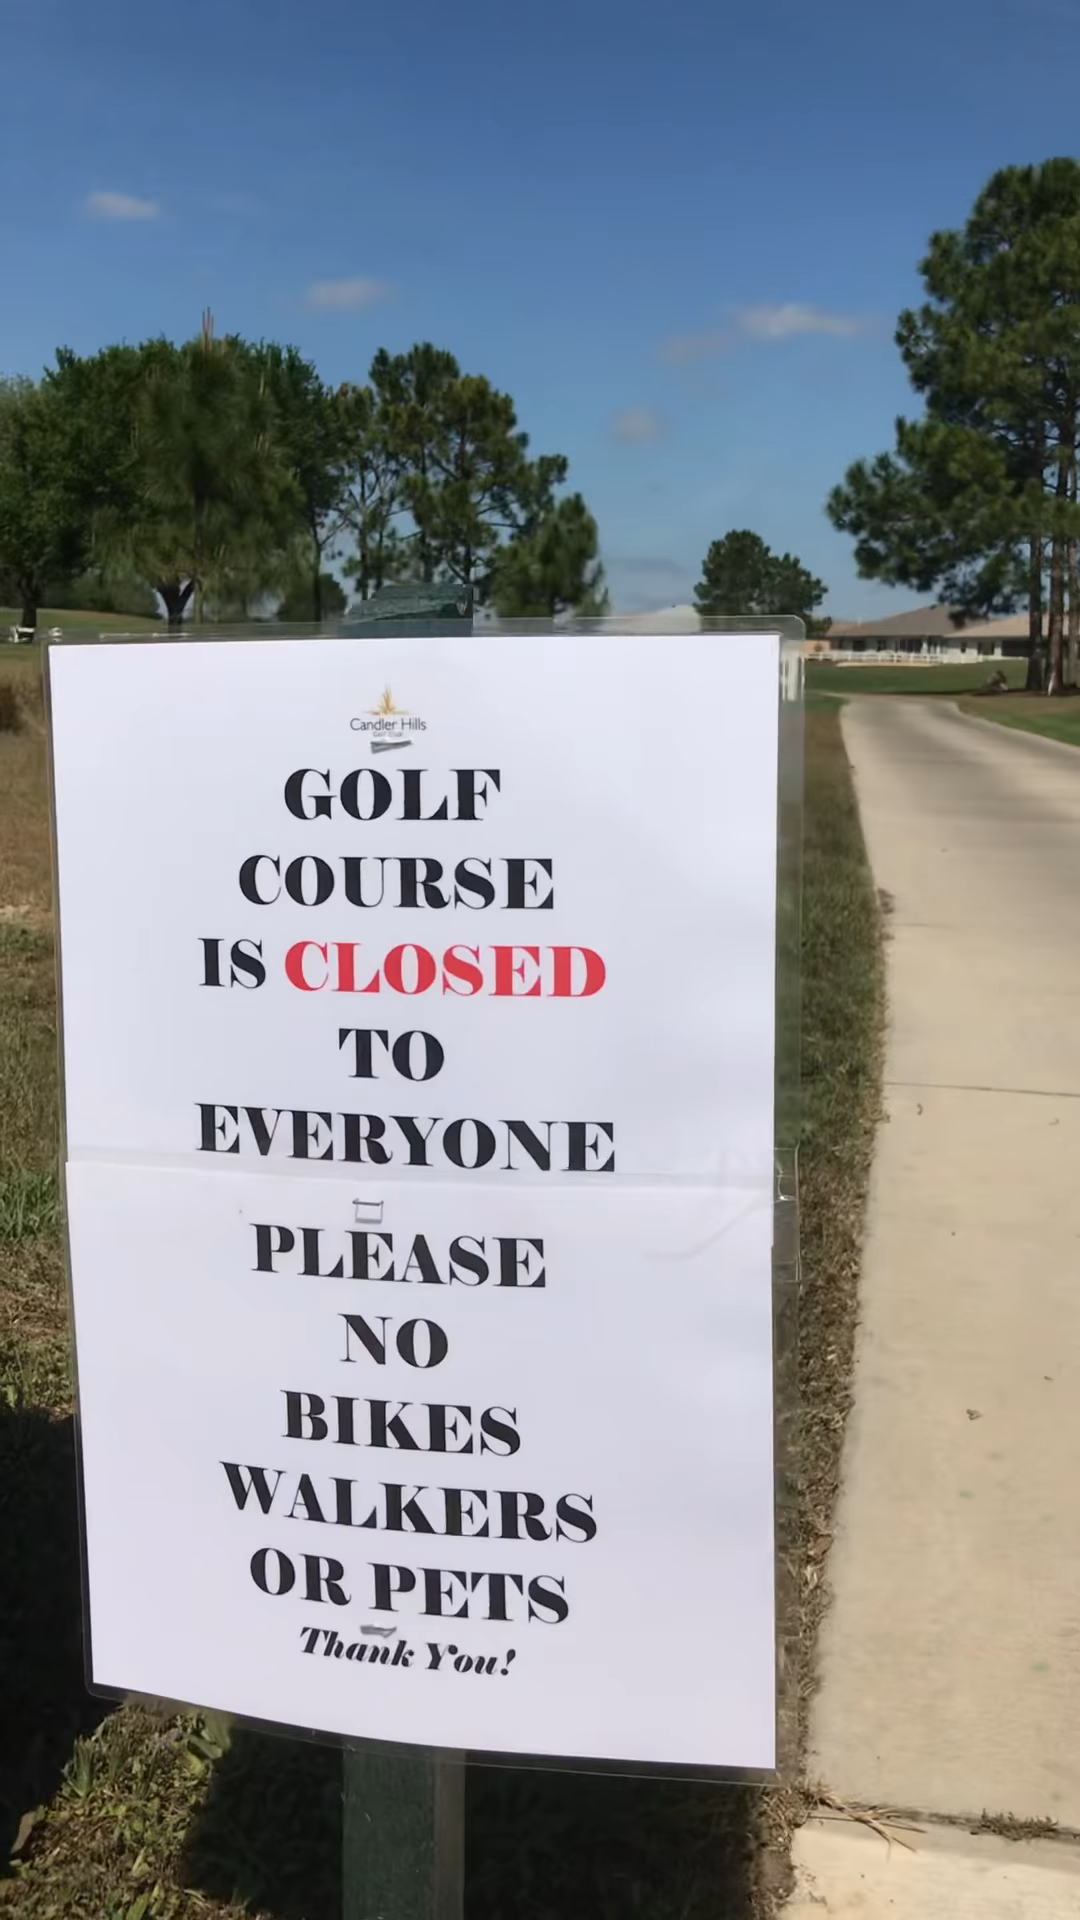 Candler Hills
GOLF CLUB
GOLF
COURSE
IS CLOSED
TO
EVERYONE
PLEASE
NO
BIKES
WALKERS
OR PETS
Thank You!